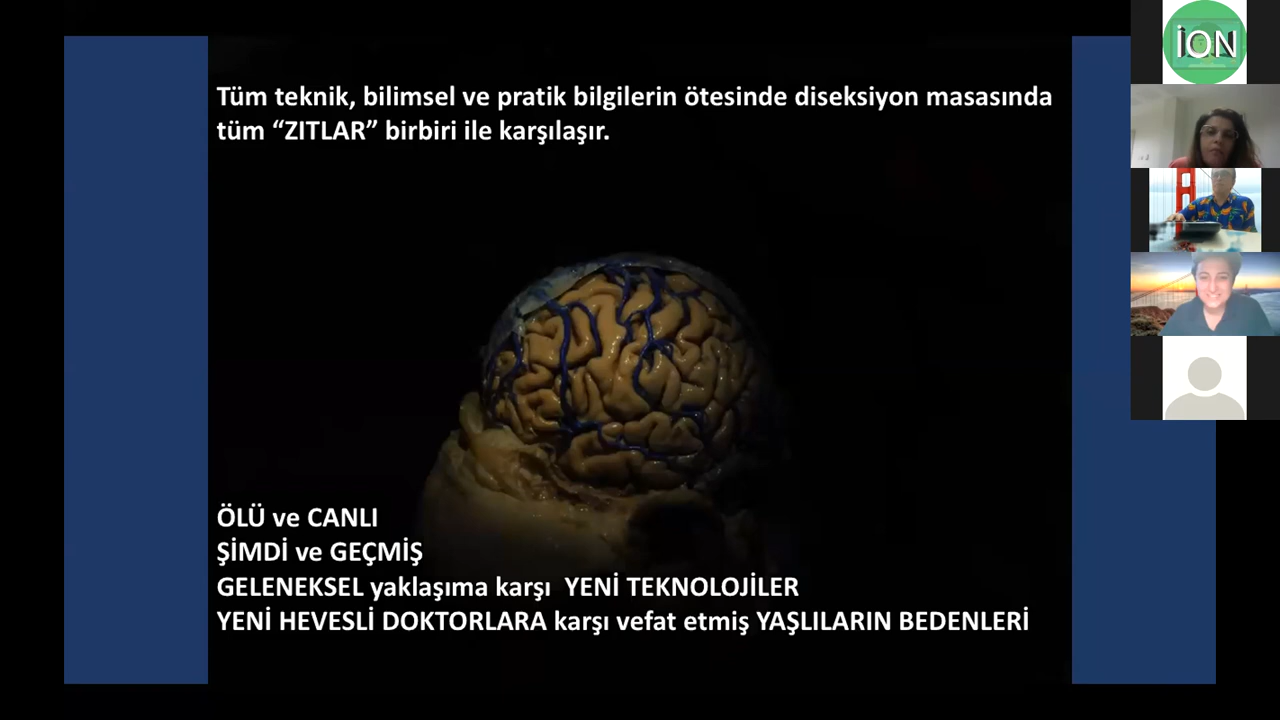 Tüm teknik, bilimsel ve pratik bilgilerin ötesinde diseksiyon masasında
tüm “ZITLAR” birbiri ile karşılaşır.
ÖLÜ ve CANLI
ŞİMDİ ve GEÇMİŞ
GELENEKSEL yaklaşıma karşı  YENİ TEKNOLOJİLER
YENİ HEVESLİ DOKTORLARA karşı vefat etmiş YAŞLILARIN BEDENLERİ
İON